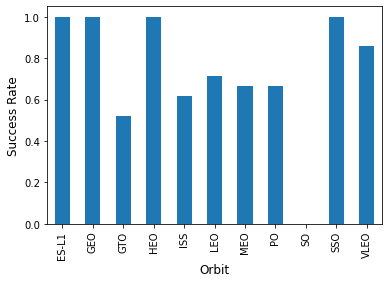 1.0
0.8
0.6
0.4
0.2
0.0
Success Rate
ES-L1
GEO
GTO
HEO
ISS
LEO
MEO
PO
SO
SSO
VLEO
Orbit